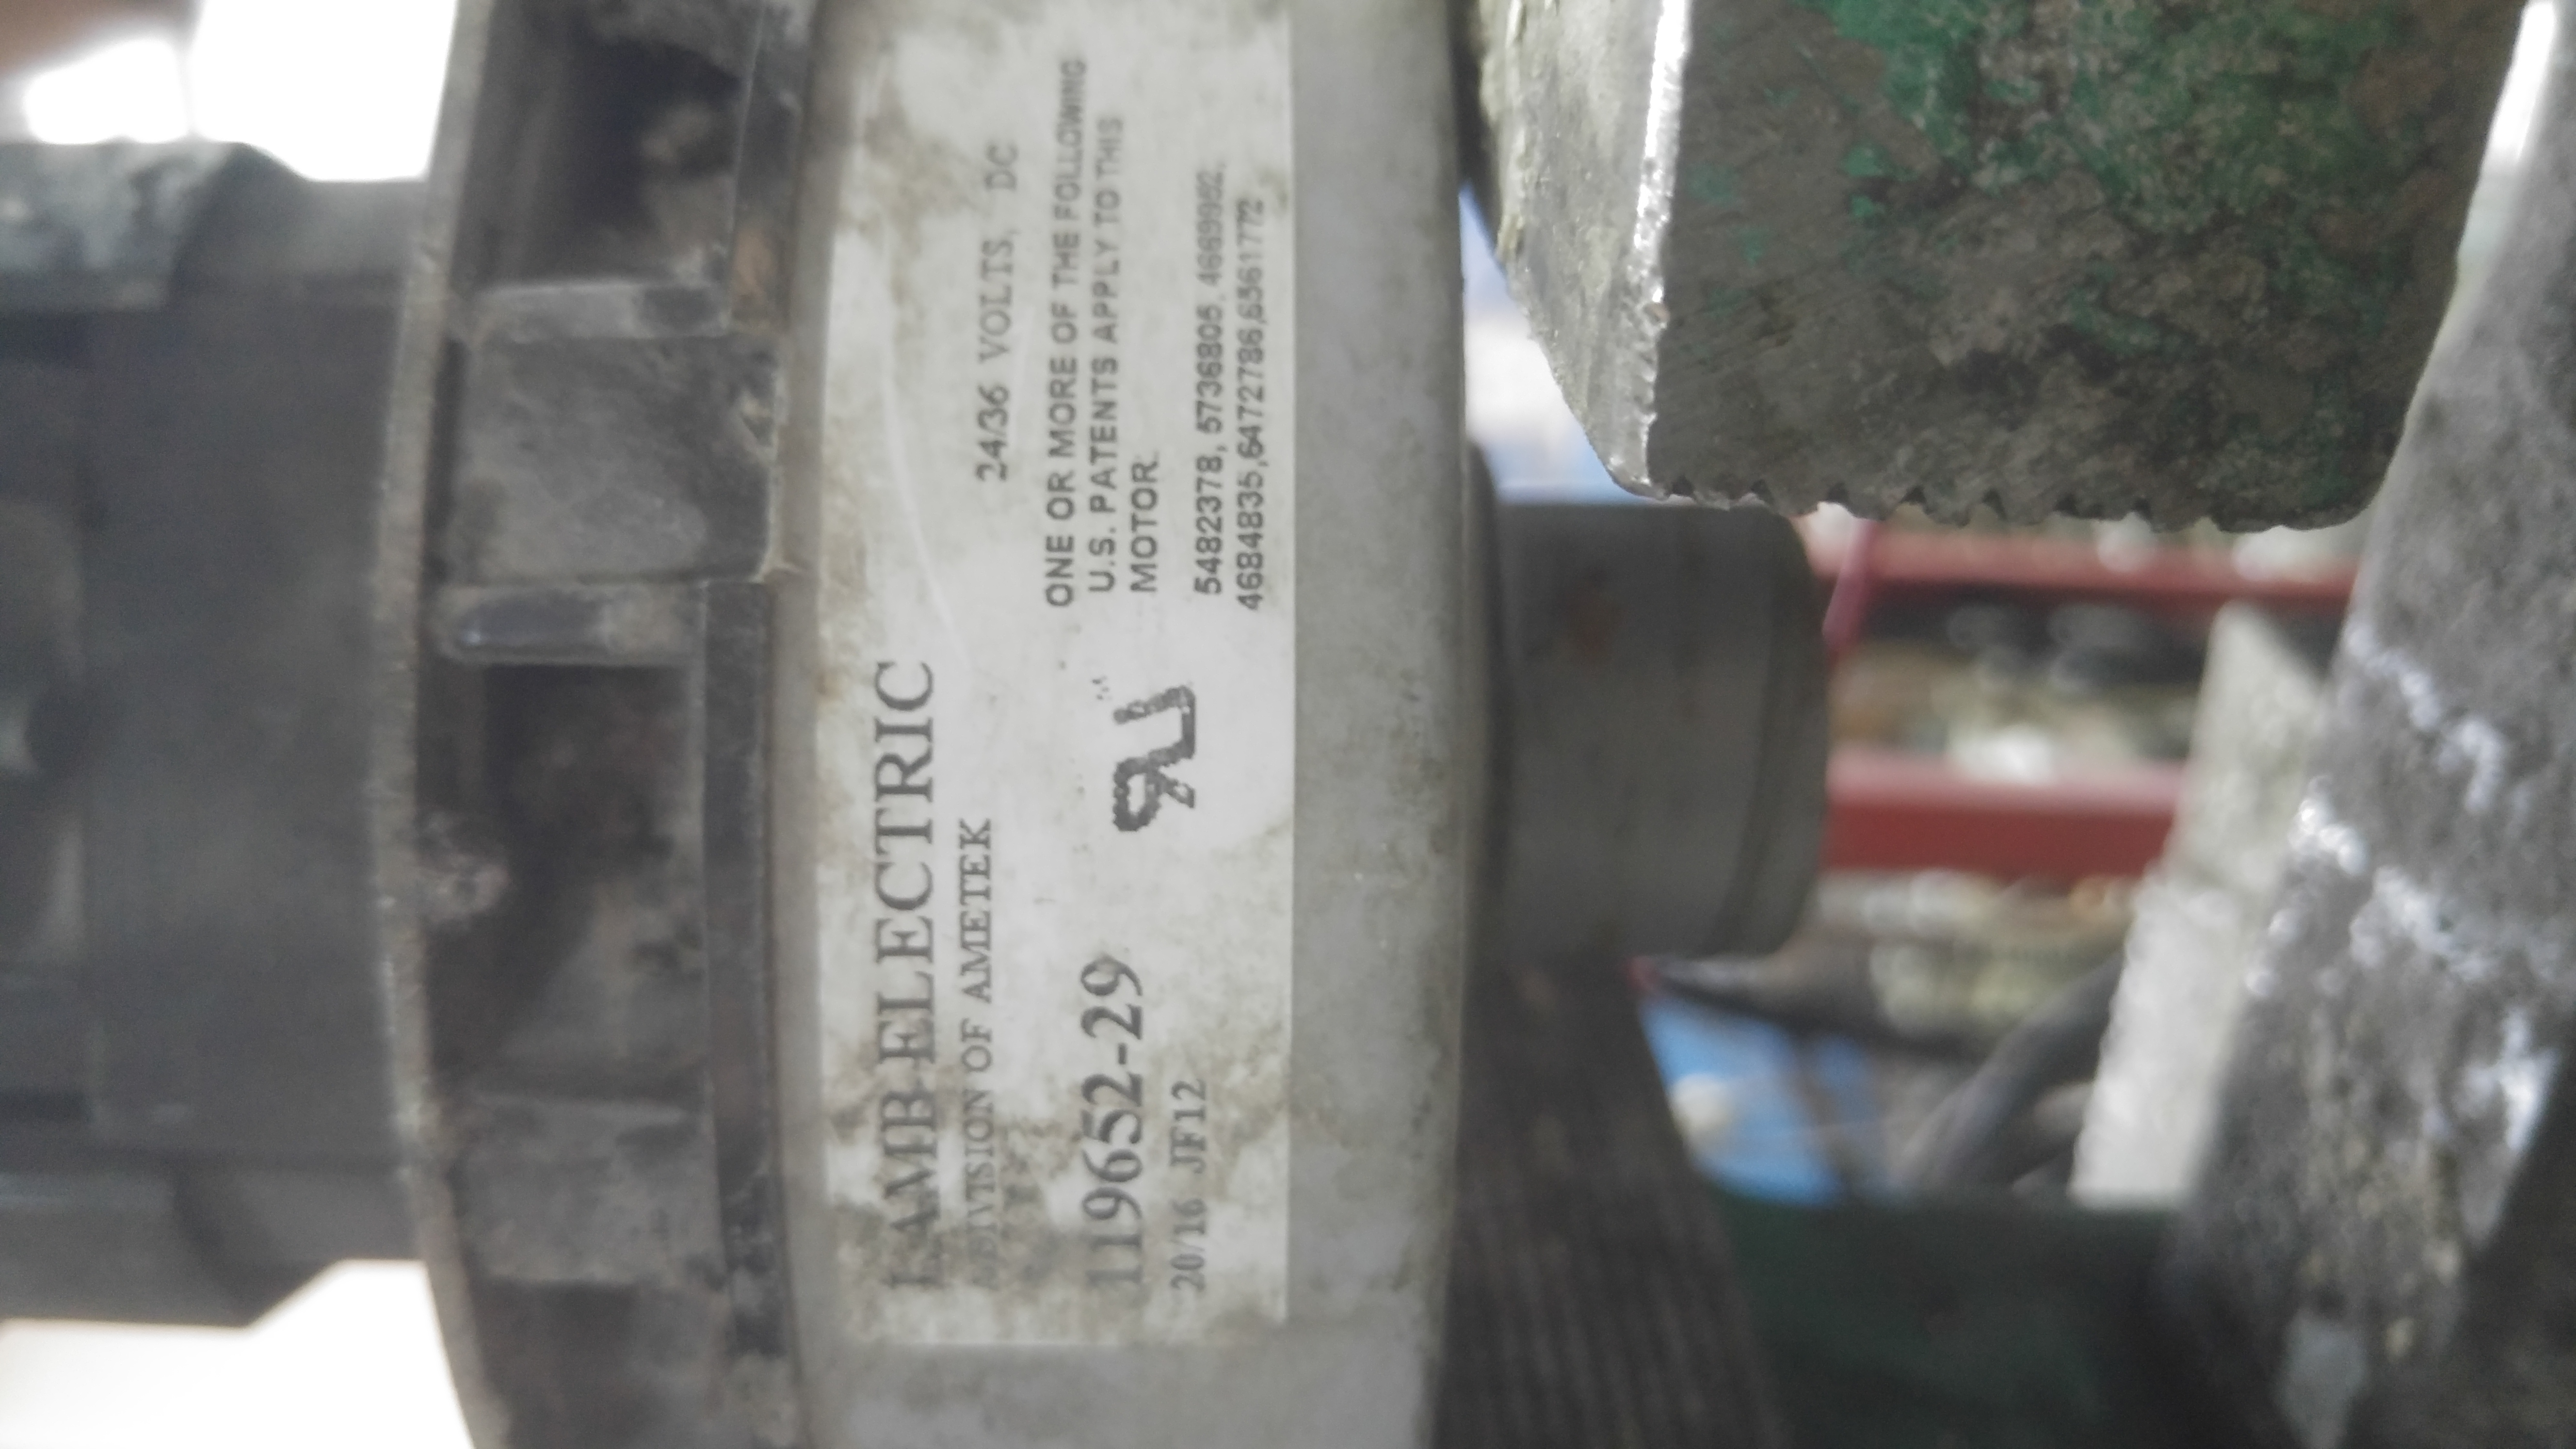 LAMB ELECTRIC
DIVISION OF AMETEK
24/36 VOLTS, DC
ONE OR MORE OF THE FOLLOWING
U.S. PATENTS APPLY TO THIS
MOTOR.
119652-29
20/16 JF12
5482378, 5736805, 4669952,
4684835,6472786,6561772